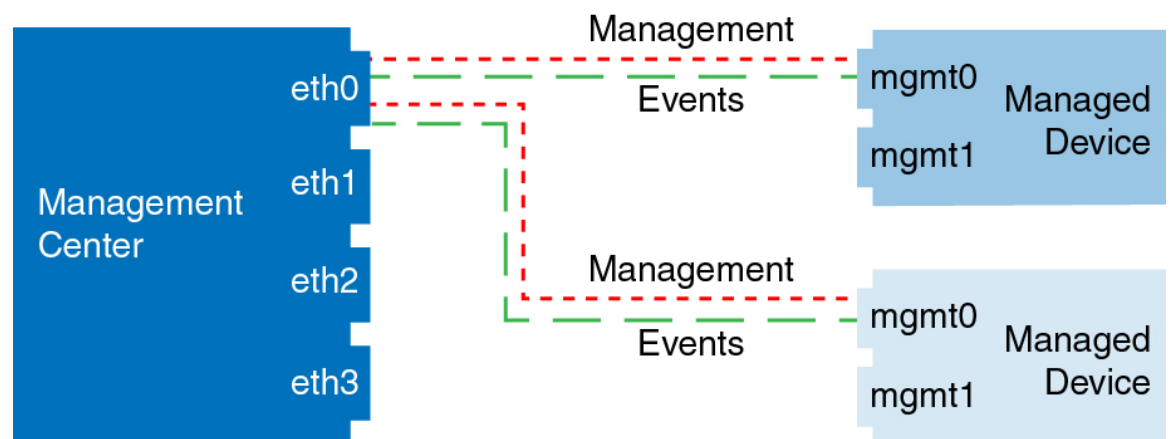 Management
Center
eth0
eth1
eth2
eth3
Management
Events
mgmt0
mgmt1
Managed
Device
Management
Events
mgmt0
mgmt1
Managed
Device